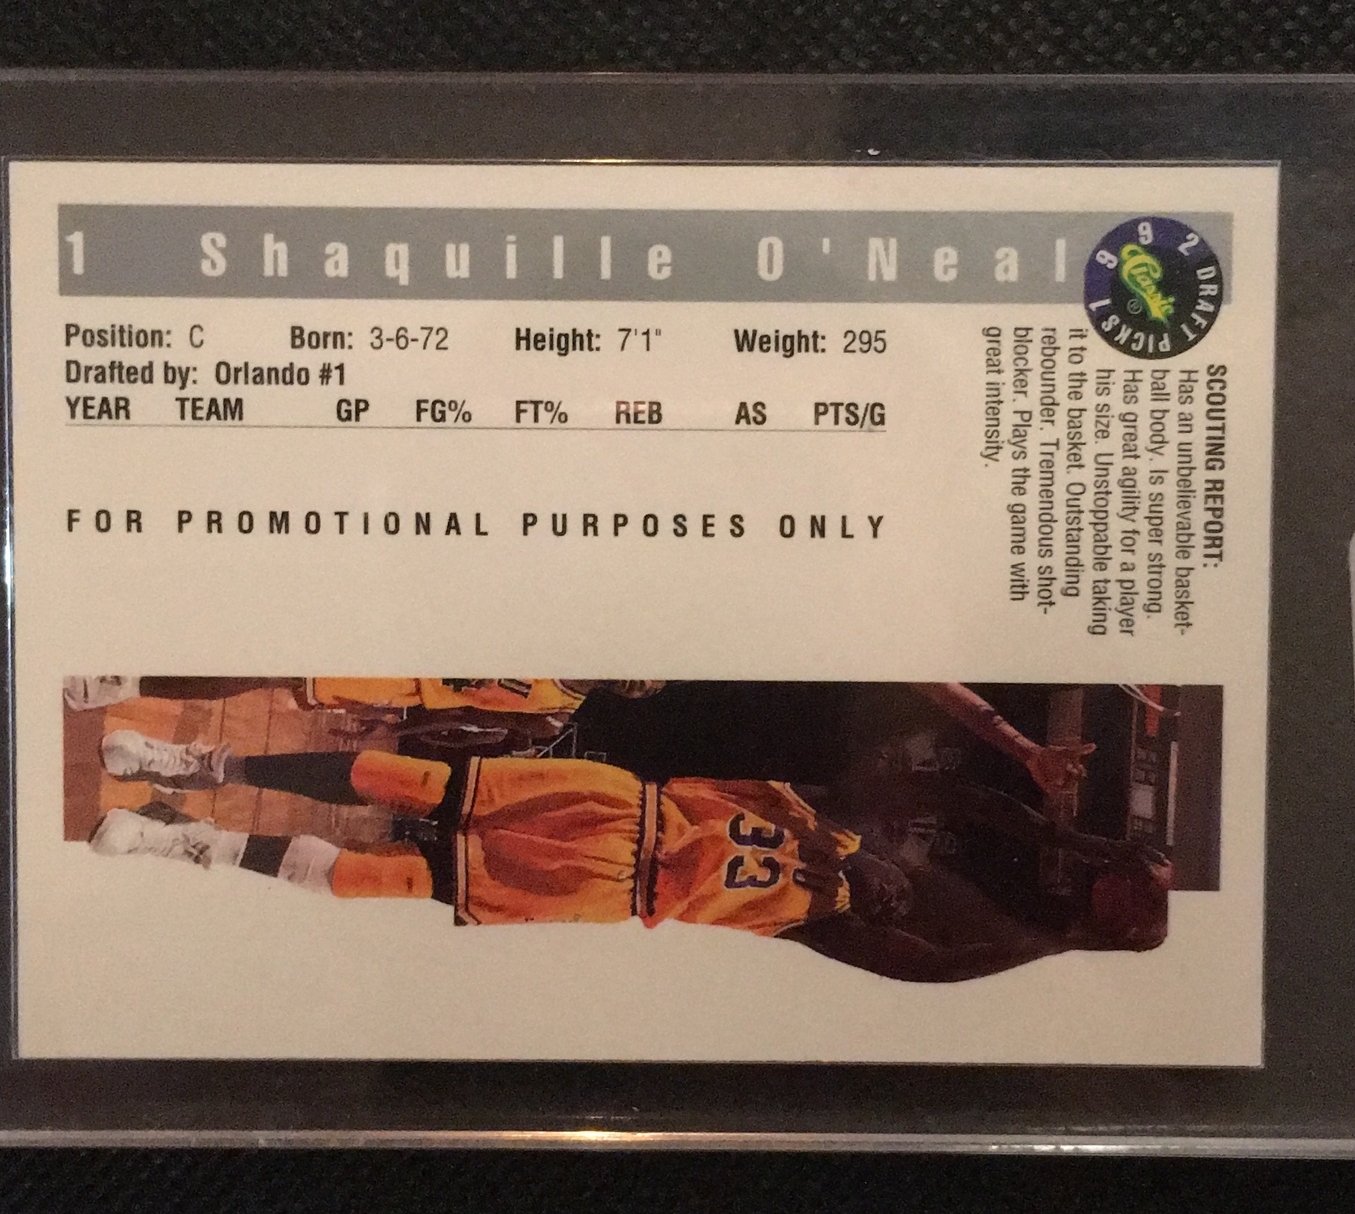 1 Shaquille O'Neal
1992 DRAFT PICKS
Classic ®
Position: C Born: 3-6-72 Height: 7'1" Weight: 295
Drafted by: Orlando #1
YEAR TEAM GP FG% FT% REB AS PTS/G
FOR PROMOTIONAL PURPOSES ONLY
SCOUTING REPORT:
Has an unbelievable basket-
ball body. Is super strong.
Has great agility for a player
his size. Unstoppable taking
it to the basket. Outstanding
rebounder. Tremendous shot-
blocker. Plays the game with
great intensity.
33